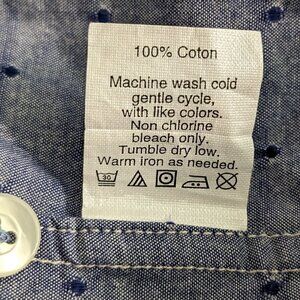 100% Coton
Machine wash cold
gentle cycle,
with like colors.
Non chlorine
bleach only.
Tumble dry low.
Warm iron as needed.
30